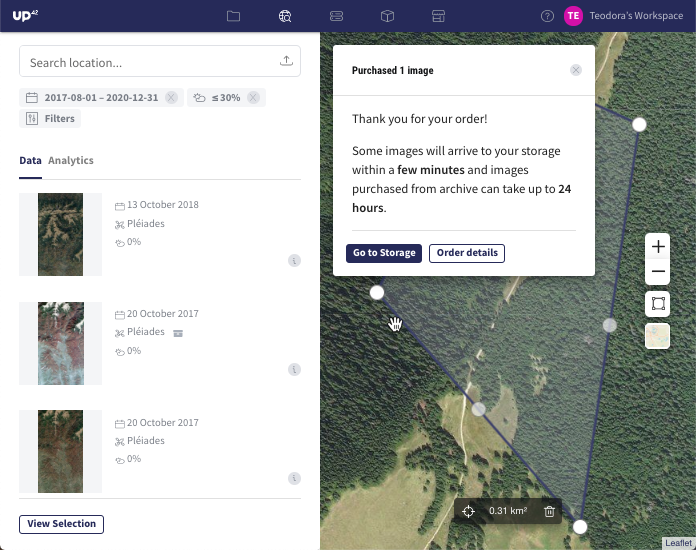 up42
TE Teodora's Workspace
Search location...
2017-08-01 – 2020-12-31
≤ 30%
Filters
Data Analytics
13 October 2018
Pléiades
0%
20 October 2017
Pléiades
0%
20 October 2017
Pléiades
0%
View Selection
Purchased 1 image
Thank you for your order!
Some images will arrive to your storage
within a few minutes and images
purchased from archive can take up to 24
hours.
Go to Storage Order details
0.31 km²
Leaflet